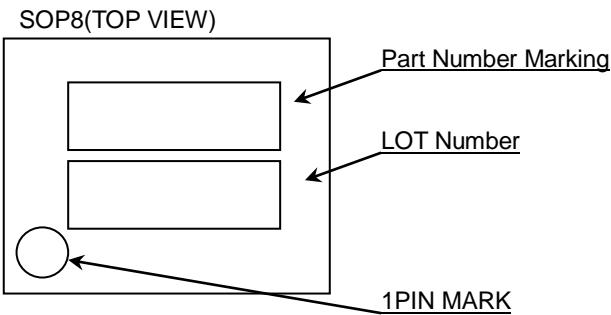 SOP8(TOP VIEW)
Part Number Marking
LOT Number
1PIN MARK